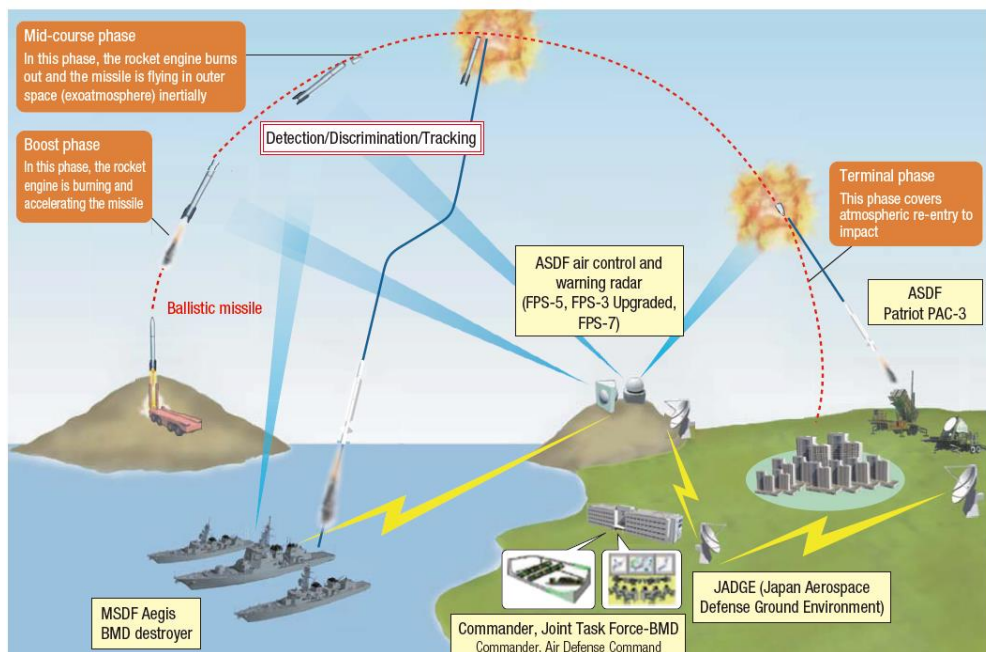 Mid-course phase
In this phase, the rocket engine burns
out and the missile is flying in outer
space (exoatmosphere) inertially
Boost phase
In this phase, the rocket
engine is burning and
accelerating the missile
Detection/Discrimination/Tracking
Terminal phase
This phase covers
atmospheric re-entry to
impact
ASDF air control and
warning radar
(FPS-5, FPS-3 Upgraded,
FPS-7)
ASDF
Patriot PAC-3
Ballistic missile
MSDF Aegis
BMD destroyer
JADGE (Japan Aerospace
Defense Ground Environment)
Commander, Joint Task Force-BMD
Commander, Air Defense Command